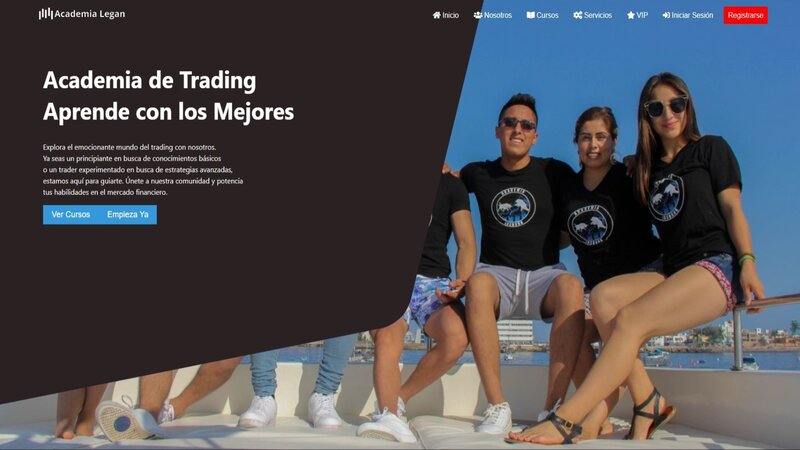 Academia Legan
Inicio
Nosotros
Cursos
Servicios
VIP
Iniciar Sesión
Registrarse
Academia de Trading
Aprende con los Mejores
Explora el emocionante mundo del trading con nosotros.
Ya seas un principiante en busca de conocimientos básicos
o un trader experimentado en busca de estrategias avanzadas,
estamos aquí para guiarte. Únete a nuestra comunidad y potencia
tus habilidades en el mercado financiero.
Ver Cursos
Empieza Ya
ACADEMIA
ACADEMIA
ACADEMIA